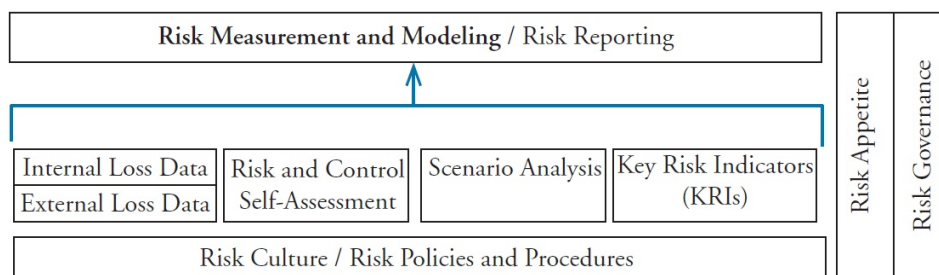 Risk Measurement and Modeling / Risk Reporting
Internal Loss Data
External Loss Data
Risk and Control
Self-Assessment
Scenario Analysis
Key Risk Indicators
(KRIs)
Risk Culture / Risk Policies and Procedures
Risk Appetite
Risk Governance